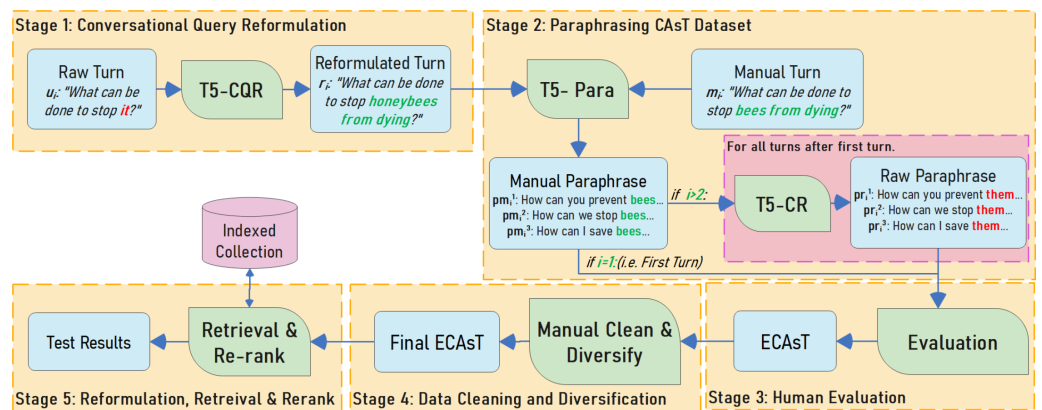 Stage 1: Conversational Query Reformulation
Raw Turn
uᵢ: "What can be
done to stop it?"
T5-CQR
Reformulated Turn
rᵢ: "What can be done
to stop honeybees
from dying?"
Stage 2: Paraphrasing CAsT Dataset
T5- Para
Manual Turn
mᵢ: "What can be done to
stop bees from dying?"
For all turns after first turn.
Manual Paraphrase
pmᵢ¹: How can you prevent bees...
pmᵢ²: How can we stop bees...
pmᵢ³: How can I save bees...
if i>2:
T5-CR
Raw Paraphrase
prᵢ¹: How can you prevent them...
prᵢ²: How can we stop them...
prᵢ³: How can I save them...
if i=1:(i.e. First Turn)
Indexed
Collection
Test Results
Retrieval &
Re-rank
Stage 5: Reformulation, Retreival & Rerank
Final ECAsT
Manual Clean &
Diversify
Stage 4: Data Cleaning and Diversification
ECAsT
Evaluation
Stage 3: Human Evaluation